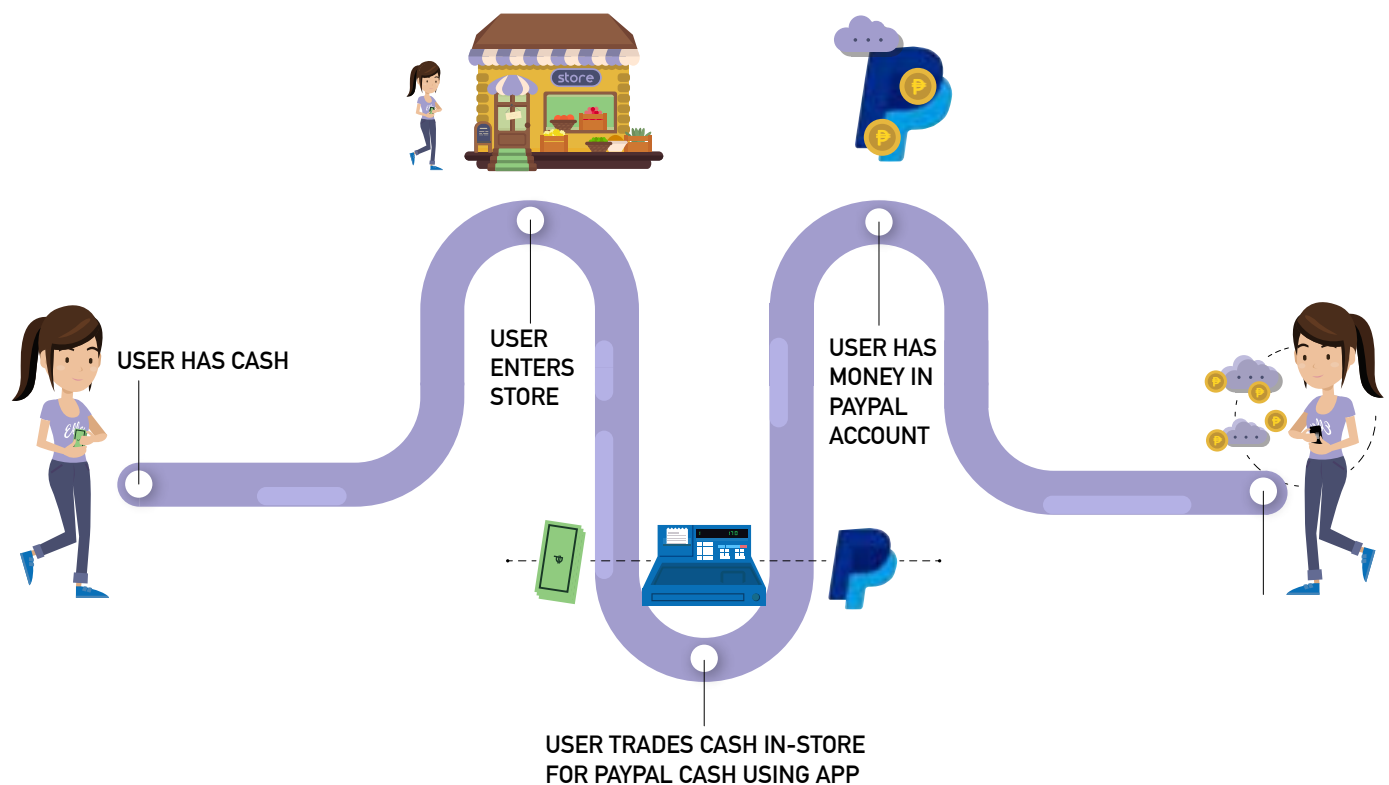 store
USER HAS CASH
USER
ENTERS
STORE
USER HAS
MONEY IN
PAYPAL
ACCOUNT
USER TRADES CASH IN-STORE
FOR PAYPAL CASH USING APP